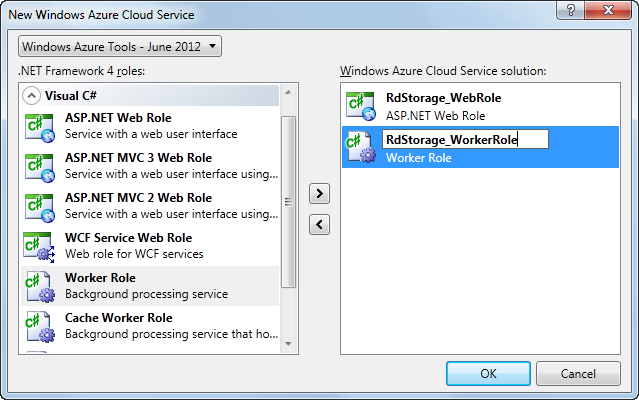 New Windows Azure Cloud Service
Windows Azure Tools - June 2012
.NET Framework 4 roles:
Visual C#
C#
ASP.NET Web Role
Service with a web user interface
C#
ASP.NET MVC 3 Web Role
Service with a web user interface using...
C#
ASP.NET MVC 2 Web Role
Service with a web user interface using...
C#
WCF Service Web Role
Web role for WCF services
C#
Worker Role
Background processing service
C#
Cache Worker Role
Background processing service that ho...
Windows Azure Cloud Service solution:
C#
RdStorage_WebRole
ASP.NET Web Role
C#
RdStorage_WorkerRole
Worker Role
OK
Cancel